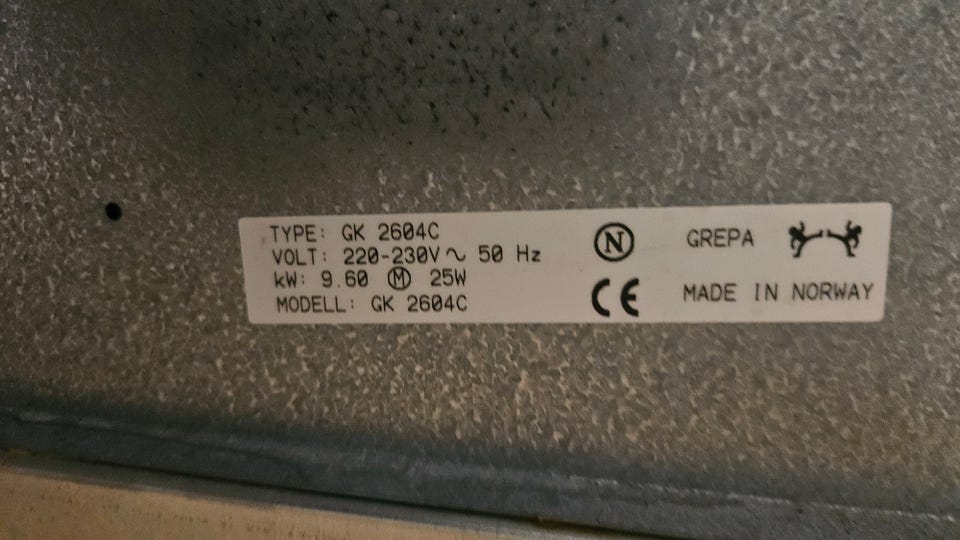 TYPE: GK 2604C
VOLT: 220-230V ~ 50 Hz
kW: 9.60 Ⓜ 25W
MODELL: GK 2604C
Ⓝ
CE
GREPA
MADE IN NORWAY